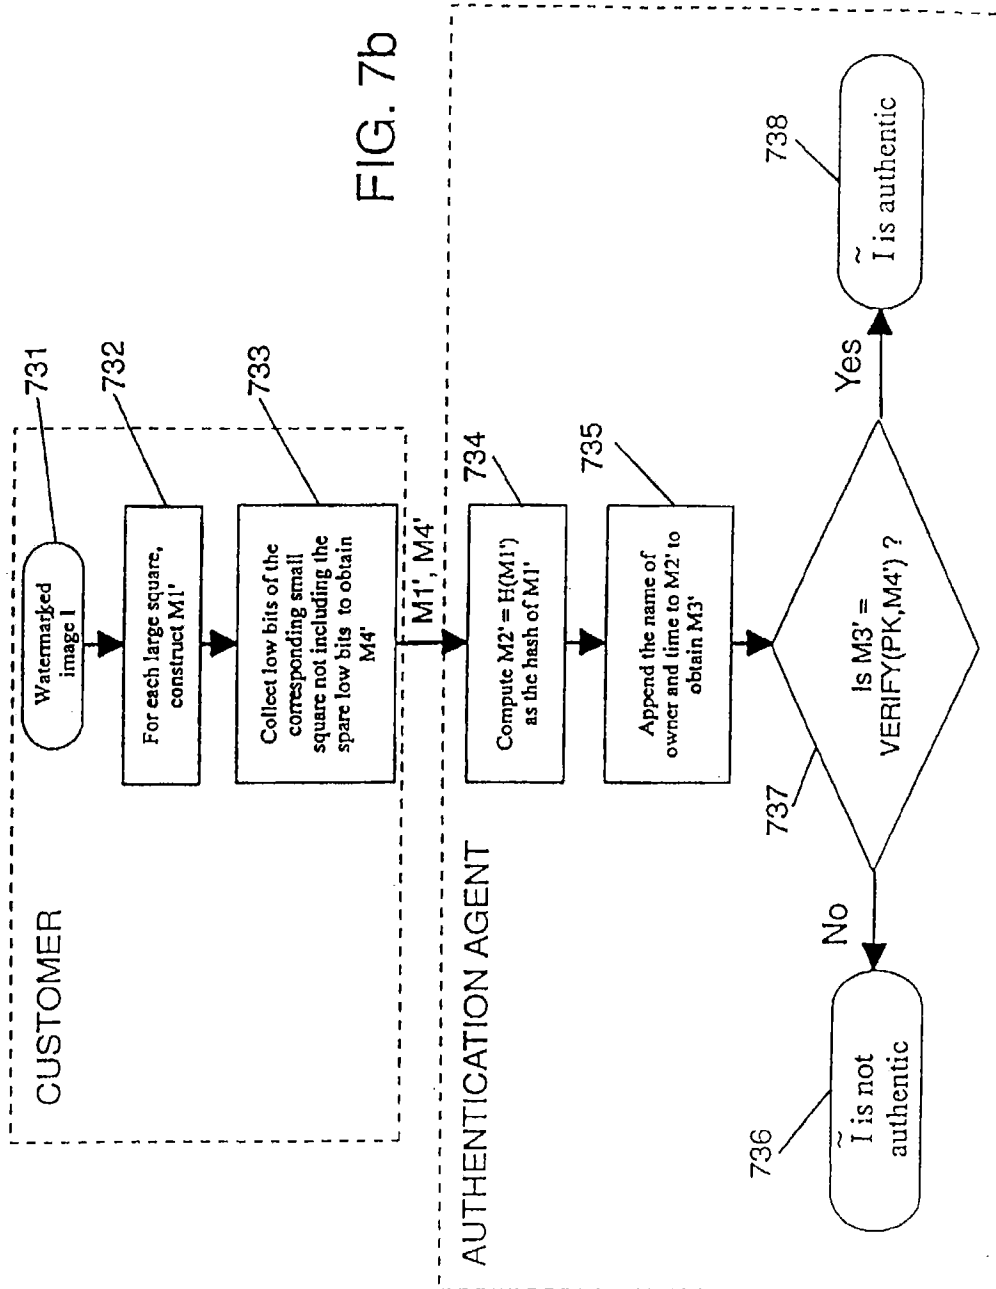 FIG. 7b
CUSTOMER
731
Watermarked
image I
732
For each large square,
construct M1'
733
Collect low bits of the
corresponding small
square not including the
spare low bits to obtain
M4'
M1', M4'
AUTHENTICATION AGENT
734
Compute M2' = H(M1')
as the hash of M1'
735
Append the name of
owner and time to M2' to
obtain M3'
737
Is M3' =
VERIFY(PK,M4') ?
No
Yes
736
Ĩ is not
authentic
738
Ĩ is authentic